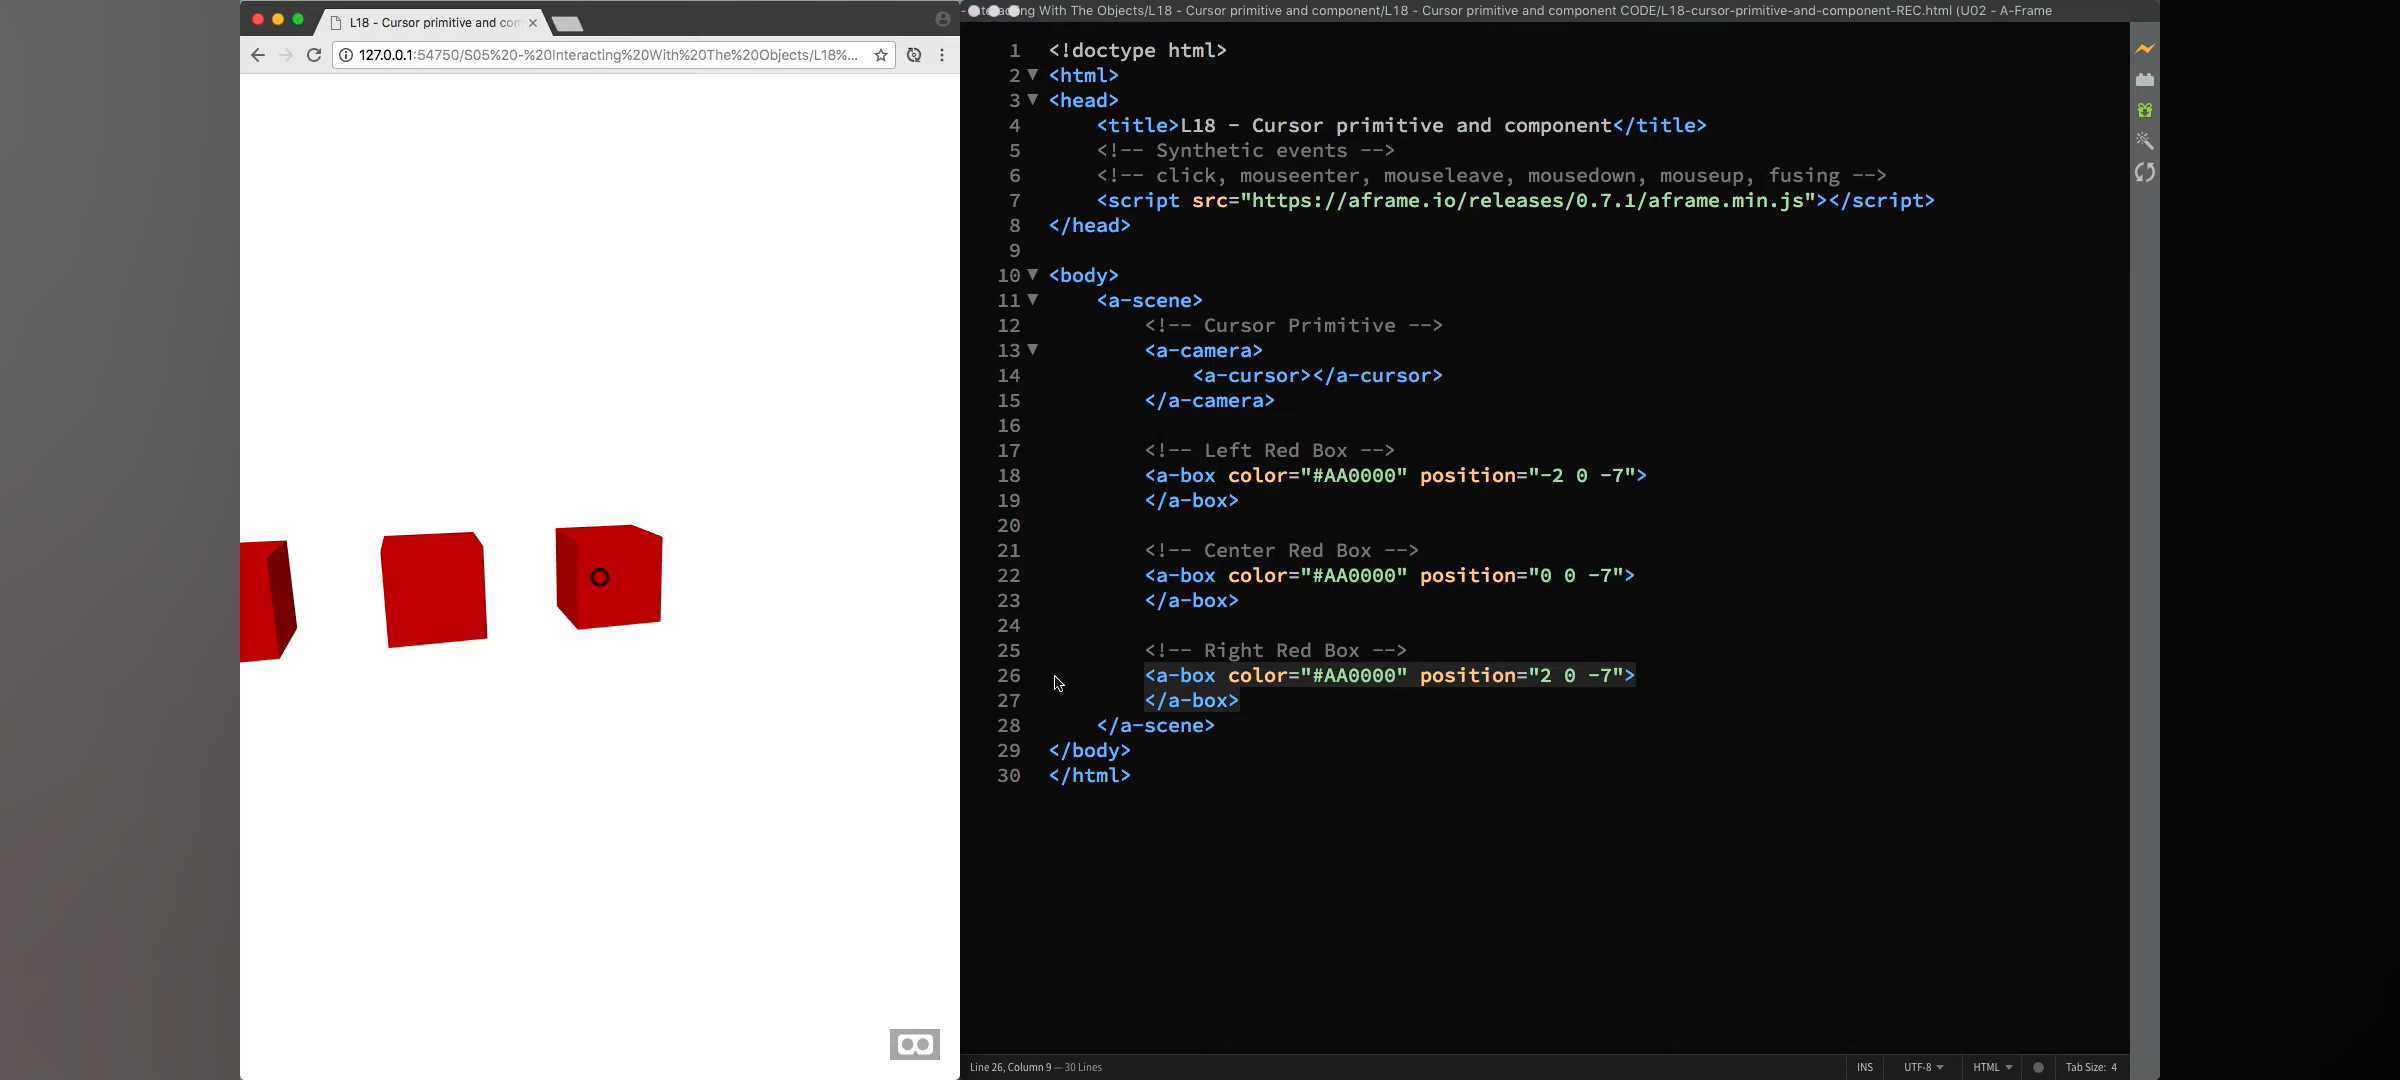 L18 - Cursor primitive and com
127.0.0.1:54750/S05%20-%20Interacting%20With%20The%20Objects/L18%...
With The Objects/L18 - Cursor primitive and component/L18 - Cursor primitive and component CODE/L18-cursor-primitive-and-component-REC.html (U02 - A-Frame
1 <!doctype html>
2 <html>
3 <head>
4 <title>L18 - Cursor primitive and component</title>
5 <!-- Synthetic events -->
6 <!-- click, mouseenter, mouseleave, mousedown, mouseup, fusing -->
7 <script src="https://aframe.io/releases/0.7.1/aframe.min.js"></script>
8 </head>
9
10 <body>
11 <a-scene>
12 <!-- Cursor Primitive -->
13 <a-camera>
14 <a-cursor></a-cursor>
15 </a-camera>
16
17 <!-- Left Red Box -->
18 <a-box color="#AA0000" position="-2 0 -7">
19 </a-box>
20
21 <!-- Center Red Box -->
22 <a-box color="#AA0000" position="0 0 -7">
23 </a-box>
24
25 <!-- Right Red Box -->
26 <a-box color="#AA0000" position="2 0 -7">
27 </a-box>
28 </a-scene>
29 </body>
30 </html>
Line 26, Column 9 — 30 Lines
INS UTF-8 HTML Tab Size: 4